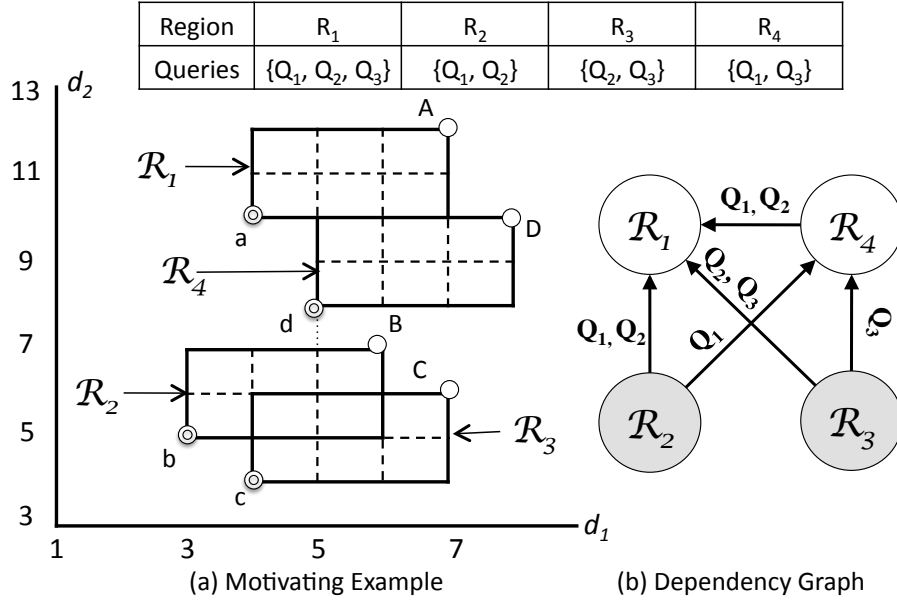 Region R₁ R₂ R₃ R₄
Queries {Q₁, Q₂, Q₃} {Q₁, Q₂} {Q₂, Q₃} {Q₁, Q₃}
13 d₂
A
11 R₁
a D
9 R₄
d B
7 C
R₂
5 R₃
b
c
3
d₁
1 3 5 7
(a) Motivating Example
R₁ Q₁, Q₂ R₄
Q₂, Q₃
Q₁, Q₂ Q₁ Q₃
R₂ R₃
(b) Dependency Graph